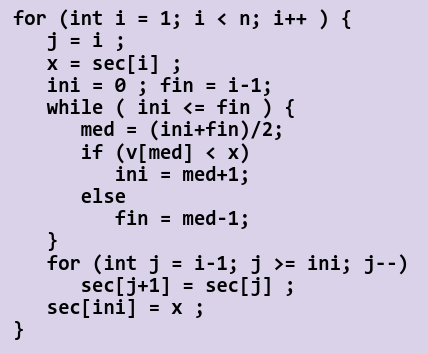 for (int i = 1; i < n; i++ ) {
   j = i ;
   x = sec[i] ;
   ini = 0 ; fin = i-1;
   while ( ini <= fin ) {
      med = (ini+fin)/2;
      if (v[med] < x)
         ini = med+1;
      else
         fin = med-1;
   }
   for (int j = i-1; j >= ini; j--)
      sec[j+1] = sec[j] ;
   sec[ini] = x ;
}